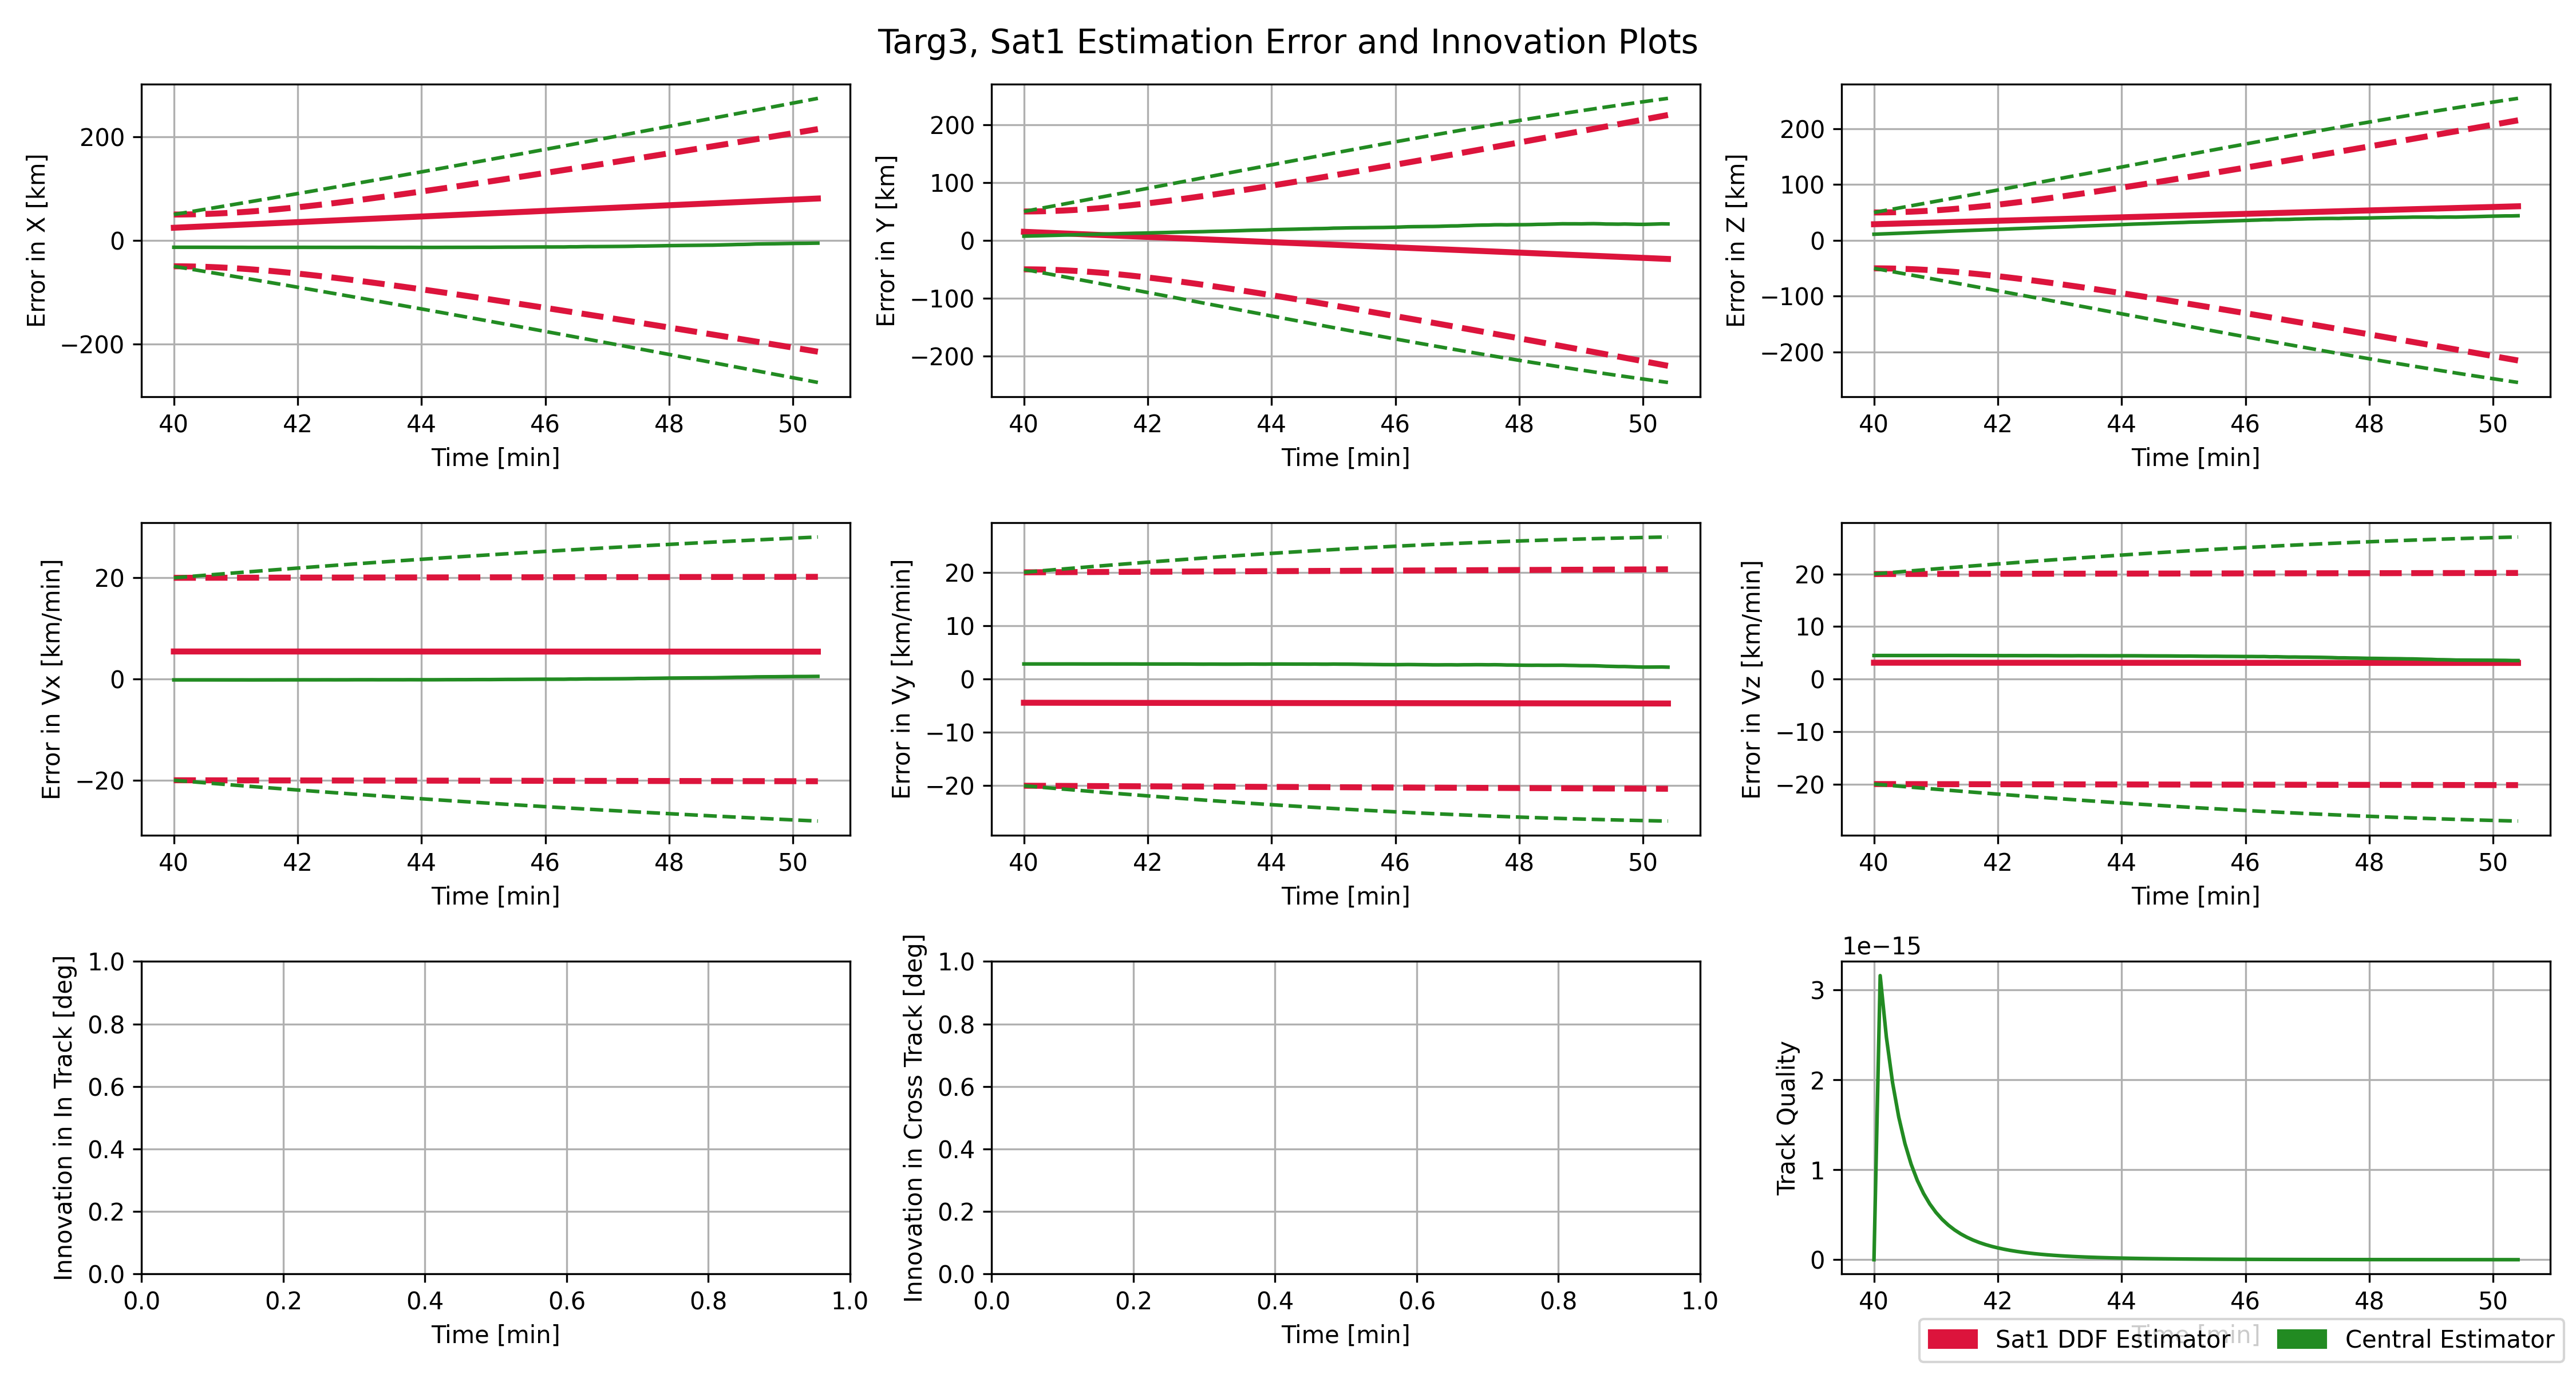 Targ3, Sat1 Estimation Error and Innovation Plots
Error in X [km]
200
0
−200
40 42 44 46 48 50
Time [min]
Error in Y [km]
200
100
0
−100
−200
40 42 44 46 48 50
Time [min]
Error in Z [km]
200
100
0
−100
−200
40 42 44 46 48 50
Time [min]
Error in Vx [km/min]
20
0
−20
40 42 44 46 48 50
Time [min]
Error in Vy [km/min]
20
10
0
−10
−20
40 42 44 46 48 50
Time [min]
Error in Vz [km/min]
20
10
0
−10
−20
40 42 44 46 48 50
Time [min]
Innovation in In Track [deg]
1.0
0.8
0.6
0.4
0.2
0.0
0.0 0.2 0.4 0.6 0.8 1.0
Time [min]
Innovation in Cross Track [deg]
1.0
0.8
0.6
0.4
0.2
0.0
0.0 0.2 0.4 0.6 0.8 1.0
Time [min]
1e−15
Track Quality
3
2
1
0
40 42 44 46 48 50
Time [min]
Sat1 DDF Estimator Central Estimator